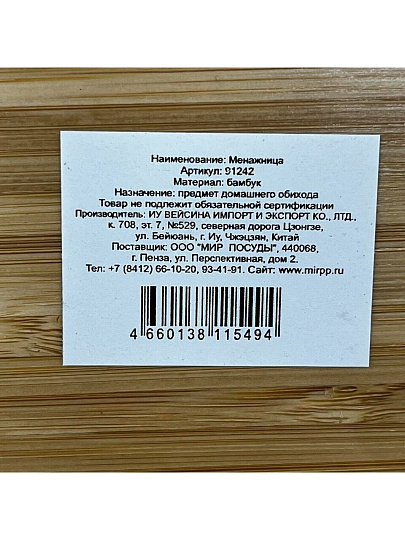 Наименование: Менажница
Артикул: 91242
Материал: бамбук
Назначение: предмет домашнего обихода
Товар не подлежит обязательной сертификации
Производитель: ИУ ВЕЙСИНА ИМПОРТ И ЭКСПОРТ КО., ЛТД.,
к. 708, эт. 7, №529, северная дорога Цзонгзе,
ул. Бейюань, г. Иу, Чжэцзян, Китай
Поставщик: ООО "МИР ПОСУДЫ", 440068,
г. Пенза, ул. Перспективная, дом 2.
Тел: +7 (8412) 66-10-20, 93-41-91. Сайт: www.mirpp.ru
4 660138 115494